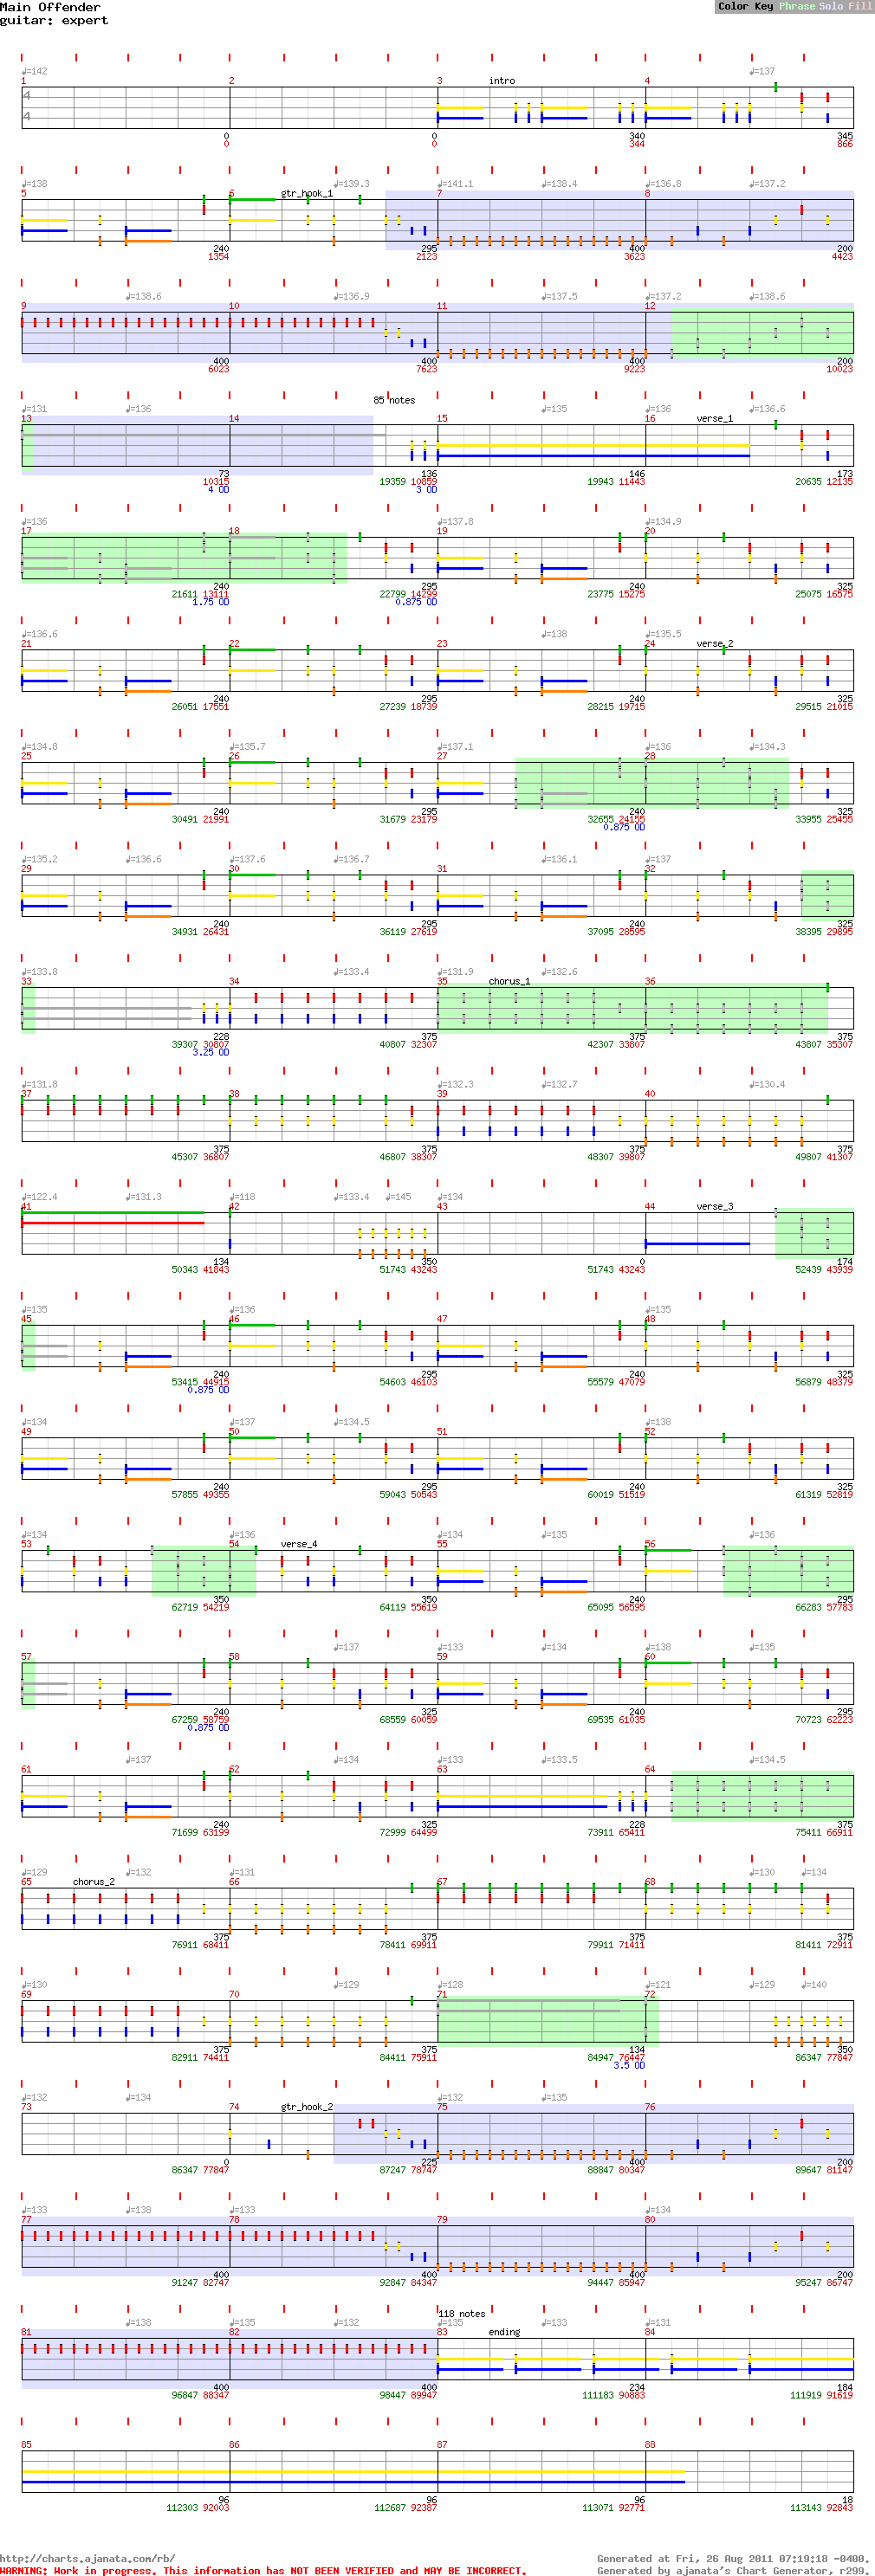 Main Offender
guitar: expert
Color Key Phrase Solo Fill
♩=142 ♩=137
1 2 3 intro 4
4
4
0 0 340 345
0 0 344 866
♩=138 ♩=139.3 ♩=141.1 ♩=138.4 ♩=136.8 ♩=137.2
5 6 gtr_hook_1 7 8
240 295 400 200
1354 2123 3623 4423
♩=138.6 ♩=136.9 ♩=137.5 ♩=137.2 ♩=138.6
9 10 11 12
400 400 400 200
6023 7623 9223 10023
85 notes
♩=131 ♩=136 ♩=135 ♩=136 ♩=136.6
13 14 15 16 verse_1
73 136 146 173
10315 19359 10859 19943 11443 20635 12135
4 OD 3 OD
♩=136 ♩=137.8 ♩=134.9
17 18 19 20
240 295 240 325
21611 13111 22799 14299 23775 15275 25075 16575
1.75 OD 0.875 OD
♩=136.6 ♩=138 ♩=135.5
21 22 23 24 verse_2
240 295 240 325
26051 17551 27239 18739 28215 19715 29515 21015
♩=134.8 ♩=135.7 ♩=137.1 ♩=136 ♩=134.3
25 26 27 28
240 295 240 325
30491 21991 31679 23179 32655 24155 33955 25455
0.875 OD
♩=135.2 ♩=136.6 ♩=137.6 ♩=136.7 ♩=136.1 ♩=137
29 30 31 32
240 295 240 325
34931 26431 36119 27619 37095 28595 38395 29895
♩=133.8 ♩=133.4 ♩=131.9 ♩=132.6
33 34 35 chorus_1 36
228 375 375 375
39307 30807 40807 32307 42307 33807 43807 35307
3.25 OD
♩=131.8 ♩=132.3 ♩=132.7 ♩=130.4
37 38 39 40
375 375 375 375
45307 36807 46807 38307 48307 39807 49807 41307
♩=122.4 ♩=131.3 ♩=118 ♩=133.4 ♩=145 ♩=134
41 42 43 44 verse_3
134 350 0 174
50343 41843 51743 43243 51743 43243 52439 43939
♩=135 ♩=136 ♩=135
45 46 47 48
240 295 240 325
53415 44915 54603 46103 55579 47079 56879 48379
0.875 OD
♩=134 ♩=137 ♩=134.5 ♩=138
49 50 51 52
240 295 240 325
57855 49355 59043 50543 60019 51519 61319 52819
♩=134 ♩=136 ♩=134 ♩=135 ♩=136
53 54 verse_4 55 56
350 350 240 295
62719 54219 64119 55619 65095 56595 66283 57783
♩=137 ♩=133 ♩=134 ♩=138 ♩=135
57 58 59 60
240 325 240 295
67259 58759 68559 60059 69535 61035 70723 62223
0.875 OD
♩=137 ♩=134 ♩=133 ♩=133.5 ♩=134.5
61 62 63 64
240 325 228 375
71699 63199 72999 64499 73911 65411 75411 66911
♩=129 ♩=132 ♩=131 ♩=130 ♩=134
65 chorus_2 66 67 68
375 375 375 375
76911 68411 78411 69911 79911 71411 81411 72911
♩=130 ♩=129 ♩=128 ♩=121 ♩=129 ♩=140
69 70 71 72
375 375 134 350
82911 74411 84411 75911 84947 76447 86347 77847
3.5 OD
♩=132 ♩=134 ♩=132 ♩=135
73 74 gtr_hook_2 75 76
0 225 400 200
86347 77847 87247 78747 88847 80347 89647 81147
♩=133 ♩=138 ♩=133 ♩=134
77 78 79 80
400 400 400 200
91247 82747 92847 84347 94447 85947 95247 86747
118 notes
♩=138 ♩=135 ♩=132 ♩=135 ♩=133 ♩=131
81 82 83 ending 84
400 400 234 184
96847 88347 98447 89947 111183 90883 111919 91619
85 86 87 88
96 96 96 18
112303 92003 112687 92387 113071 92771 113143 92843
http://charts.ajanata.com/rb/
Generated at Fri, 26 Aug 2011 07:19:18 -0400.
WARNING: Work in progress. This information has NOT BEEN VERIFIED and MAY BE INCORRECT.
Generated by ajanata's Chart Generator, r299.